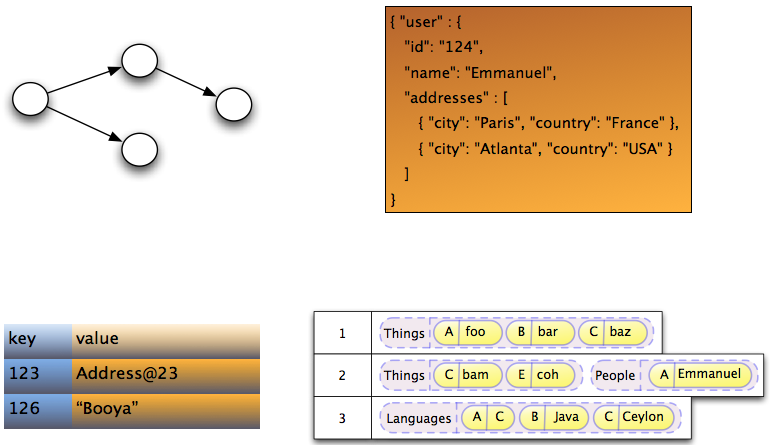 { "user" : {
"id": "124",
"name": "Emmanuel",
"addresses" : [
{ "city": "Paris", "country": "France" },
{ "city": "Atlanta", "country": "USA" }
]
}
key value
123 Address@23
126 “Booya”
1 Things A foo B bar C baz
2 Things C bam E coh People A Emmanuel
3 Languages A C B Java C Ceylon